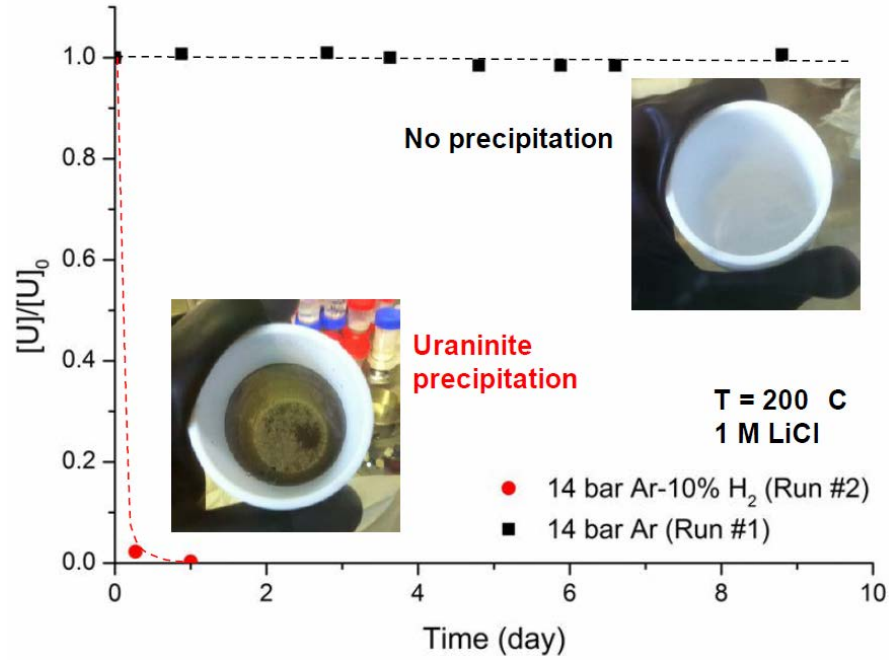 1.0
0.8
0.6
0.4
0.2
0.0
[U]/[U]₀
No precipitation
Uraninite
precipitation
T = 200 C
1 M LiCl
14 bar Ar-10% H₂ (Run #2)
14 bar Ar (Run #1)
0 2 4 6 8 10
Time (day)